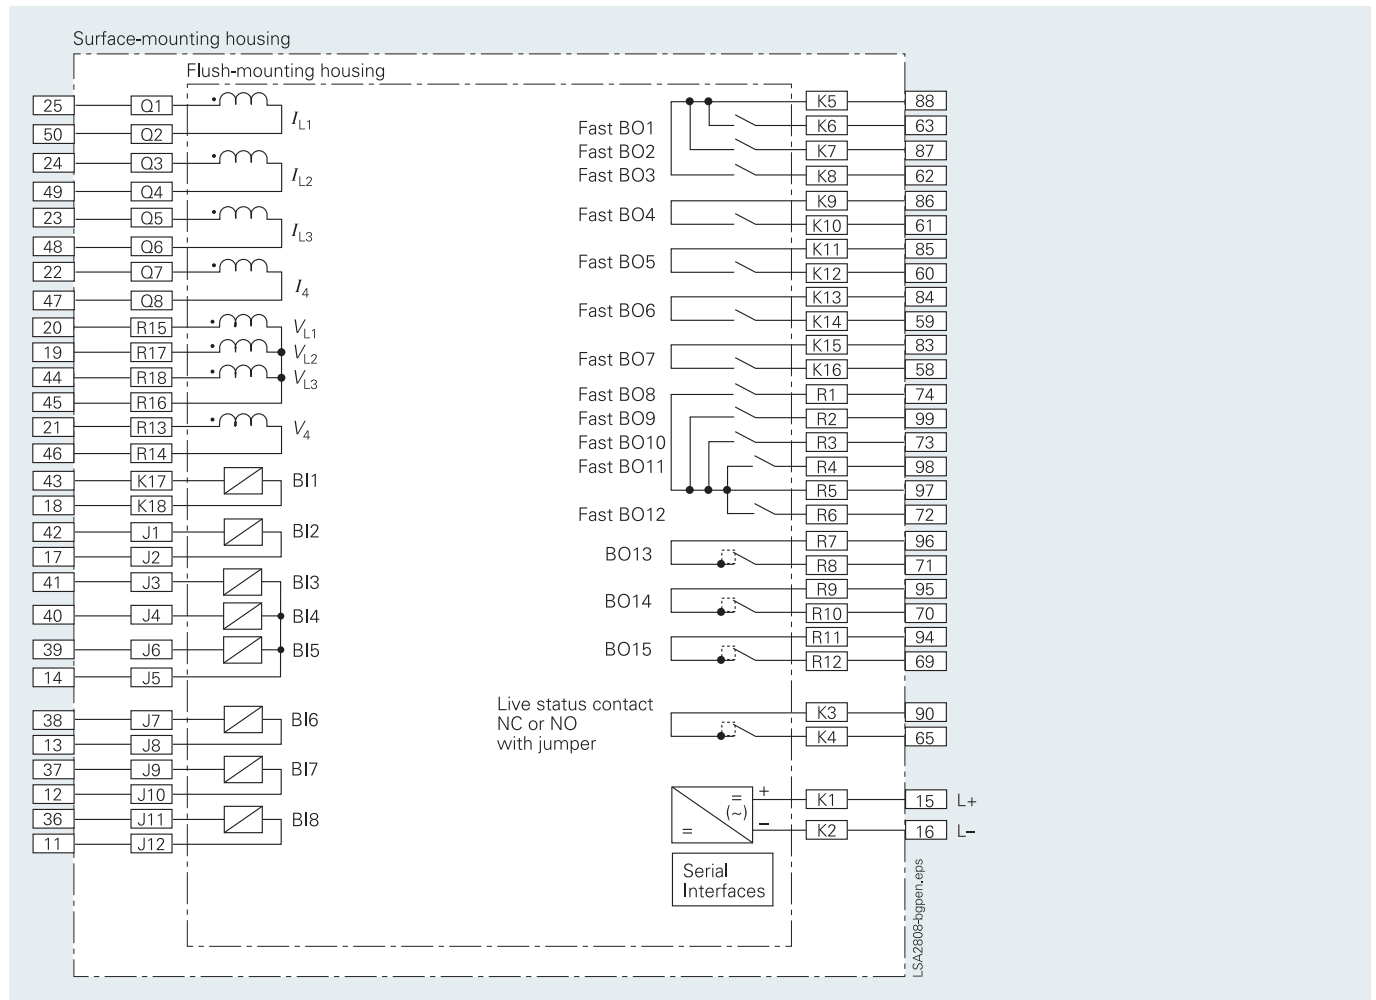 Surface-mounting housing
Flush-mounting housing
25 Q1
50 Q2 I L1
24 Q3
49 Q4 I L2
23 Q5
48 Q6 I L3
22 Q7
47 Q8 I 4
20 R15 V L1
19 R17 V L2
44 R18 V L3
45 R16
21 R13 V 4
46 R14
43 K17 BI1
18 K18
42 J1 BI2
17 J2
41 J3 BI3
40 J4 BI4
39 J6 BI5
14 J5
38 J7 BI6
13 J8
37 J9 BI7
12 J10
36 J11 BI8
11 J12
K5 88
Fast BO1 K6 63
Fast BO2 K7 87
Fast BO3 K8 62
K9 86
Fast BO4 K10 61
K11 85
Fast BO5 K12 60
K13 84
Fast BO6 K14 59
K15 83
Fast BO7 K16 58
Fast BO8 R1 74
Fast BO9 R2 99
Fast BO10 R3 73
Fast BO11 R4 98
R5 97
Fast BO12 R6 72
R7 96
BO13 R8 71
R9 95
BO14 R10 70
R11 94
BO15 R12 69
Live status contact
NC or NO
with jumper
K3 90
K4 65
= (~) = + K1 15 L+
– K2 16 L–
Serial
Interfaces
LSA2808-bgpen.eps